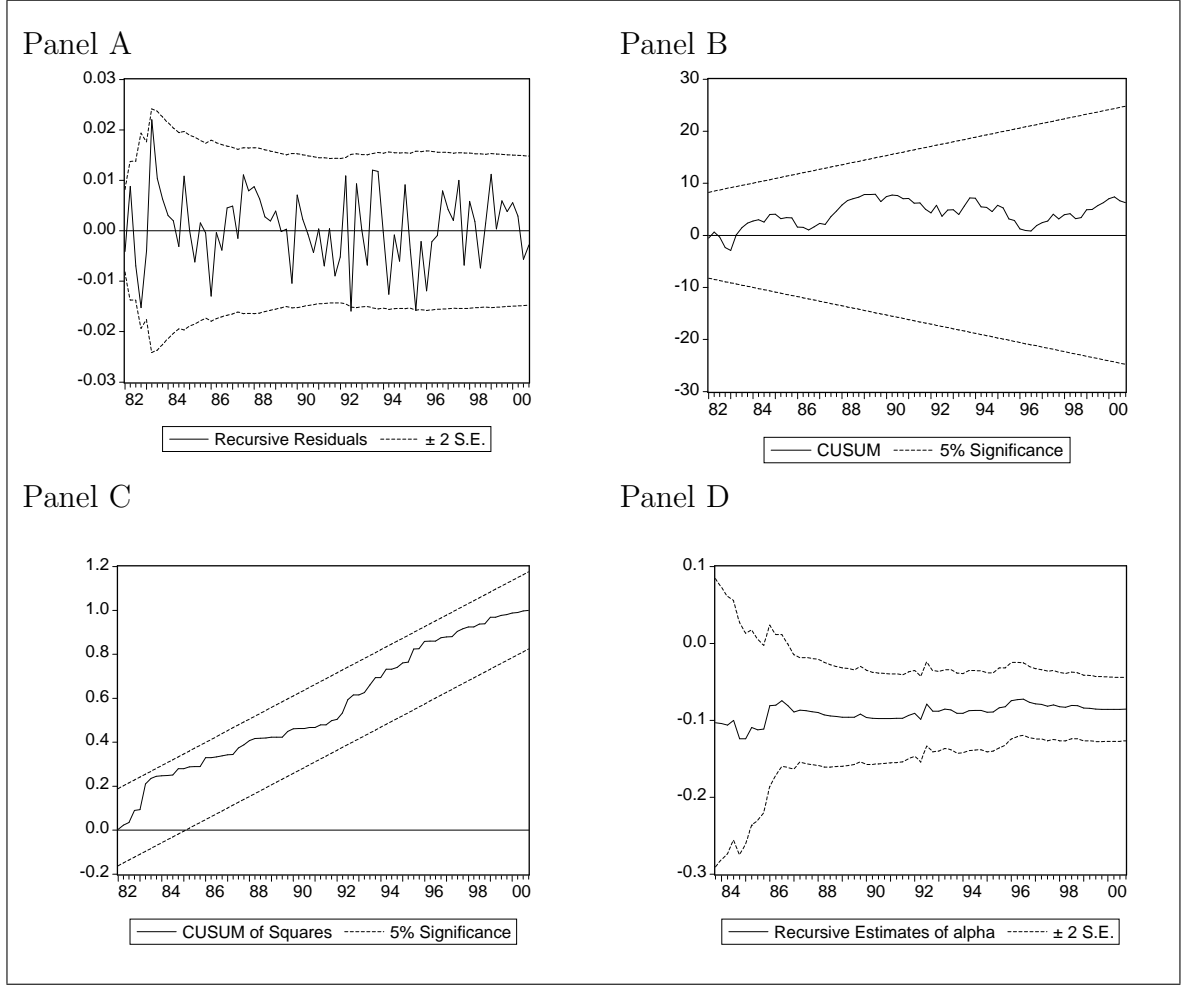 Panel A
0.03
0.02
0.01
0.00
-0.01
-0.02
-0.03
82 84 86 88 90 92 94 96 98 00
Recursive Residuals ± 2 S.E.
Panel B
30
20
10
0
-10
-20
-30
82 84 86 88 90 92 94 96 98 00
CUSUM 5% Significance
Panel C
1.2
1.0
0.8
0.6
0.4
0.2
0.0
-0.2
82 84 86 88 90 92 94 96 98 00
CUSUM of Squares 5% Significance
Panel D
0.1
0.0
-0.1
-0.2
-0.3
84 86 88 90 92 94 96 98 00
Recursive Estimates of alpha ± 2 S.E.